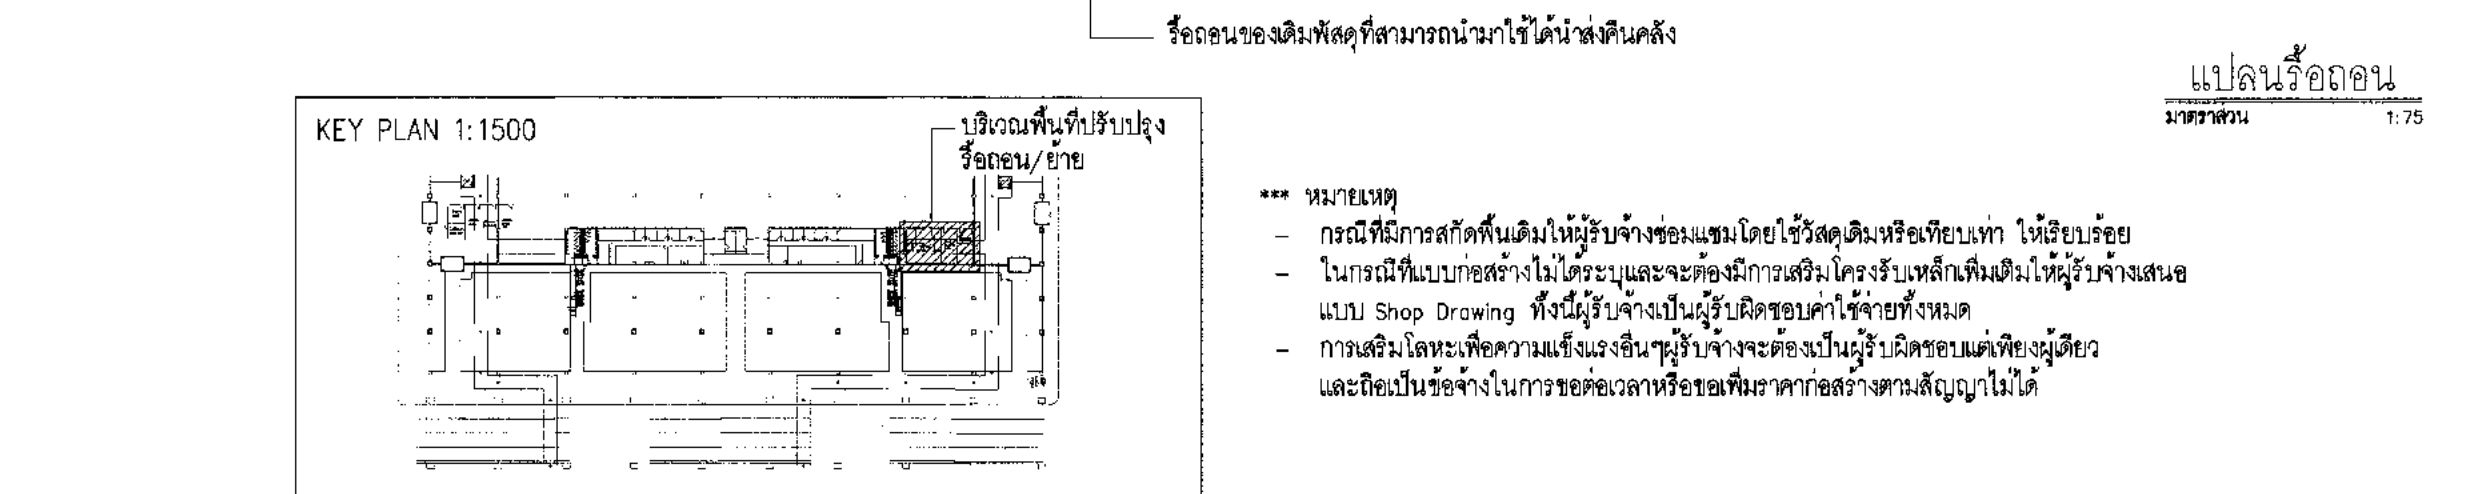 รื้อถอนของเดิมพัสดุที่สามารถนำมาใช้ได้นำส่งคืนคลัง
แปลนรื้อถอน
มาตราส่วน 1:75
KEY PLAN 1:1500
บริเวณพื้นที่ปรับปรุง
รื้อถอน/ย้าย
*** หมายเหตุ
– กรณีที่มีการสกัดพื้นเดิมให้ผู้รับจ้างซ่อมแซมโดยใช้วัสดุเดิมหรือเทียบเท่า ให้เรียบร้อย
– ในกรณีที่แบบก่อสร้างไม่ได้ระบุและจะต้องมีการเสริมโครงรับเหล็กเพิ่มเติมให้ผู้รับจ้างเสนอ
แบบ Shop Drawing ทั้งนี้ผู้รับจ้างเป็นผู้รับผิดชอบค่าใช้จ่ายทั้งหมด
– การเสริมโลหะเพื่อความแข็งแรงอื่นๆผู้รับจ้างจะต้องเป็นผู้รับผิดชอบแต่เพียงผู้เดียว
และถือเป็นข้อจ้างในการขอต่อเวลาหรือขอเพิ่มราคาก่อสร้างตามสัญญาไม่ได้